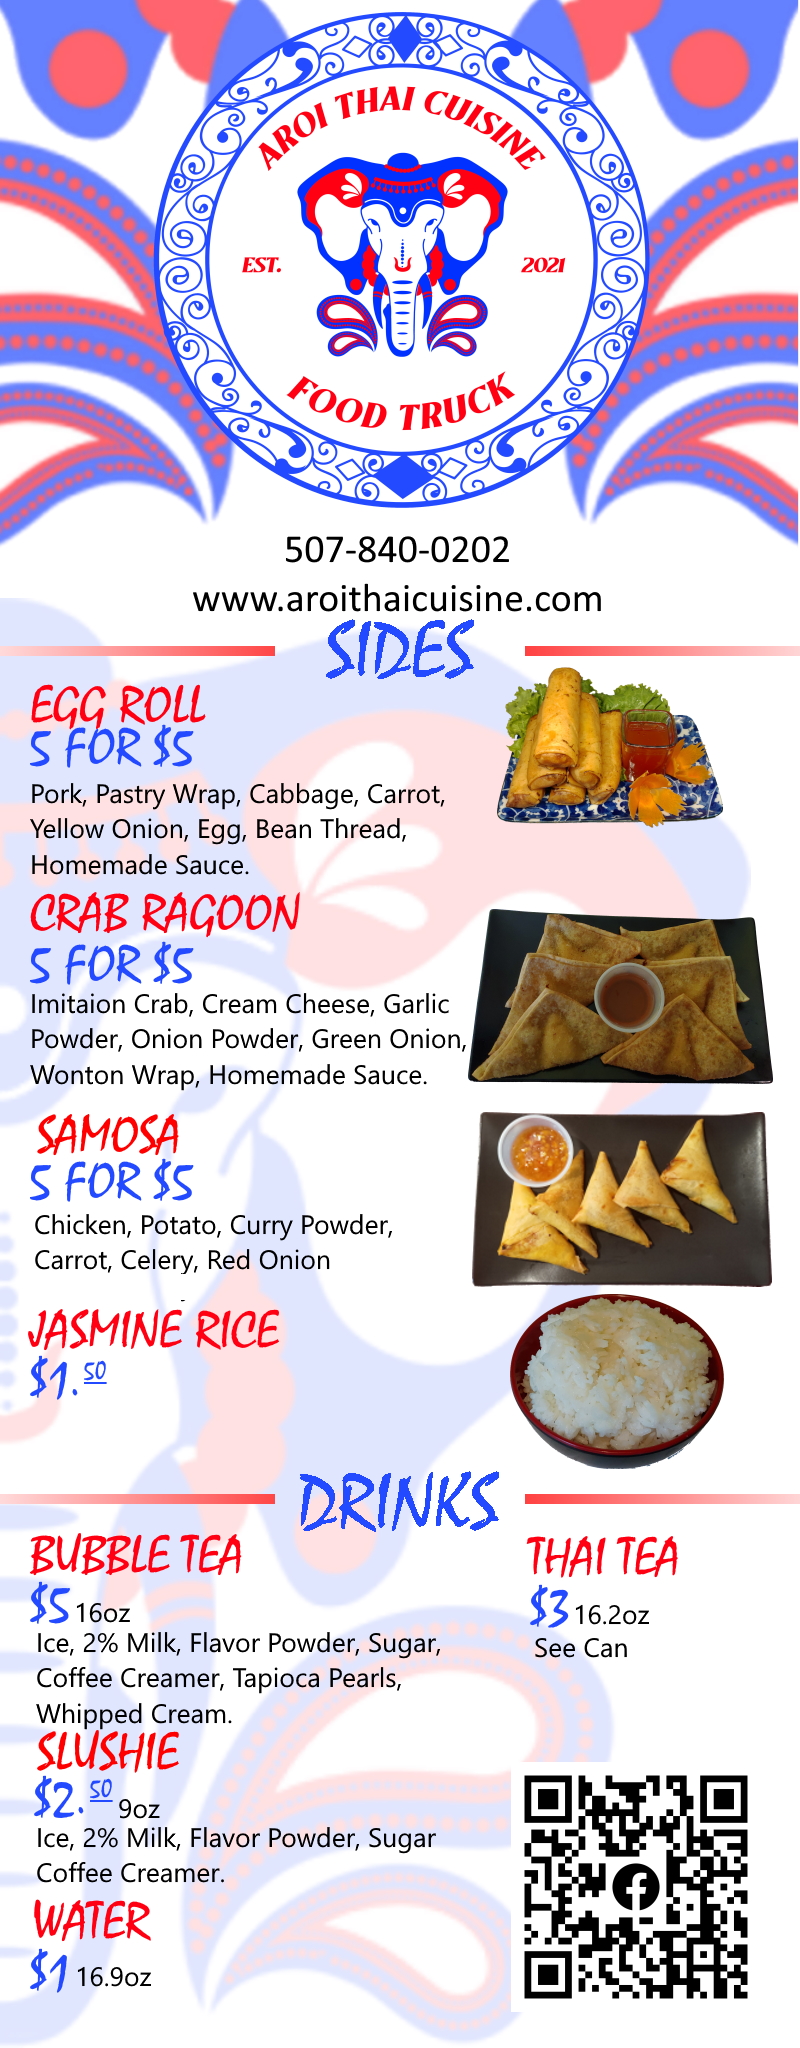 AROI THAI CUISINE
EST. 2021
FOOD TRUCK
507-840-0202
www.aroithaicuisine.com
SIDES
EGG ROLL
5 FOR $5
Pork, Pastry Wrap, Cabbage, Carrot,
Yellow Onion, Egg, Bean Thread,
Homemade Sauce.
CRAB RAGOON
5 FOR $5
Imitaion Crab, Cream Cheese, Garlic
Powder, Onion Powder, Green Onion,
Wonton Wrap, Homemade Sauce.
SAMOSA
5 FOR $5
Chicken, Potato, Curry Powder,
Carrot, Celery, Red Onion
JASMINE RICE
$1.50
DRINKS
BUBBLE TEA
$5 16oz
Ice, 2% Milk, Flavor Powder, Sugar,
Coffee Creamer, Tapioca Pearls,
Whipped Cream.
THAI TEA
$3 16.2oz
See Can
SLUSHIE
$2.50 9oz
Ice, 2% Milk, Flavor Powder, Sugar
Coffee Creamer.
WATER
$1 16.9oz